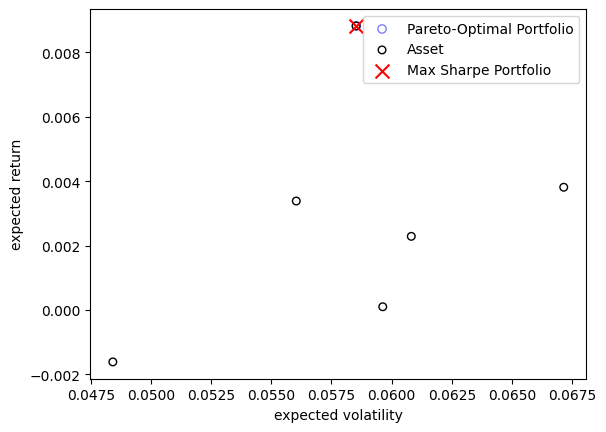 Pareto-Optimal Portfolio
Asset
Max Sharpe Portfolio
expected return
0.008
0.006
0.004
0.002
0.000
−0.002
0.0475 0.0500 0.0525 0.0550 0.0575 0.0600 0.0625 0.0650 0.0675
expected volatility